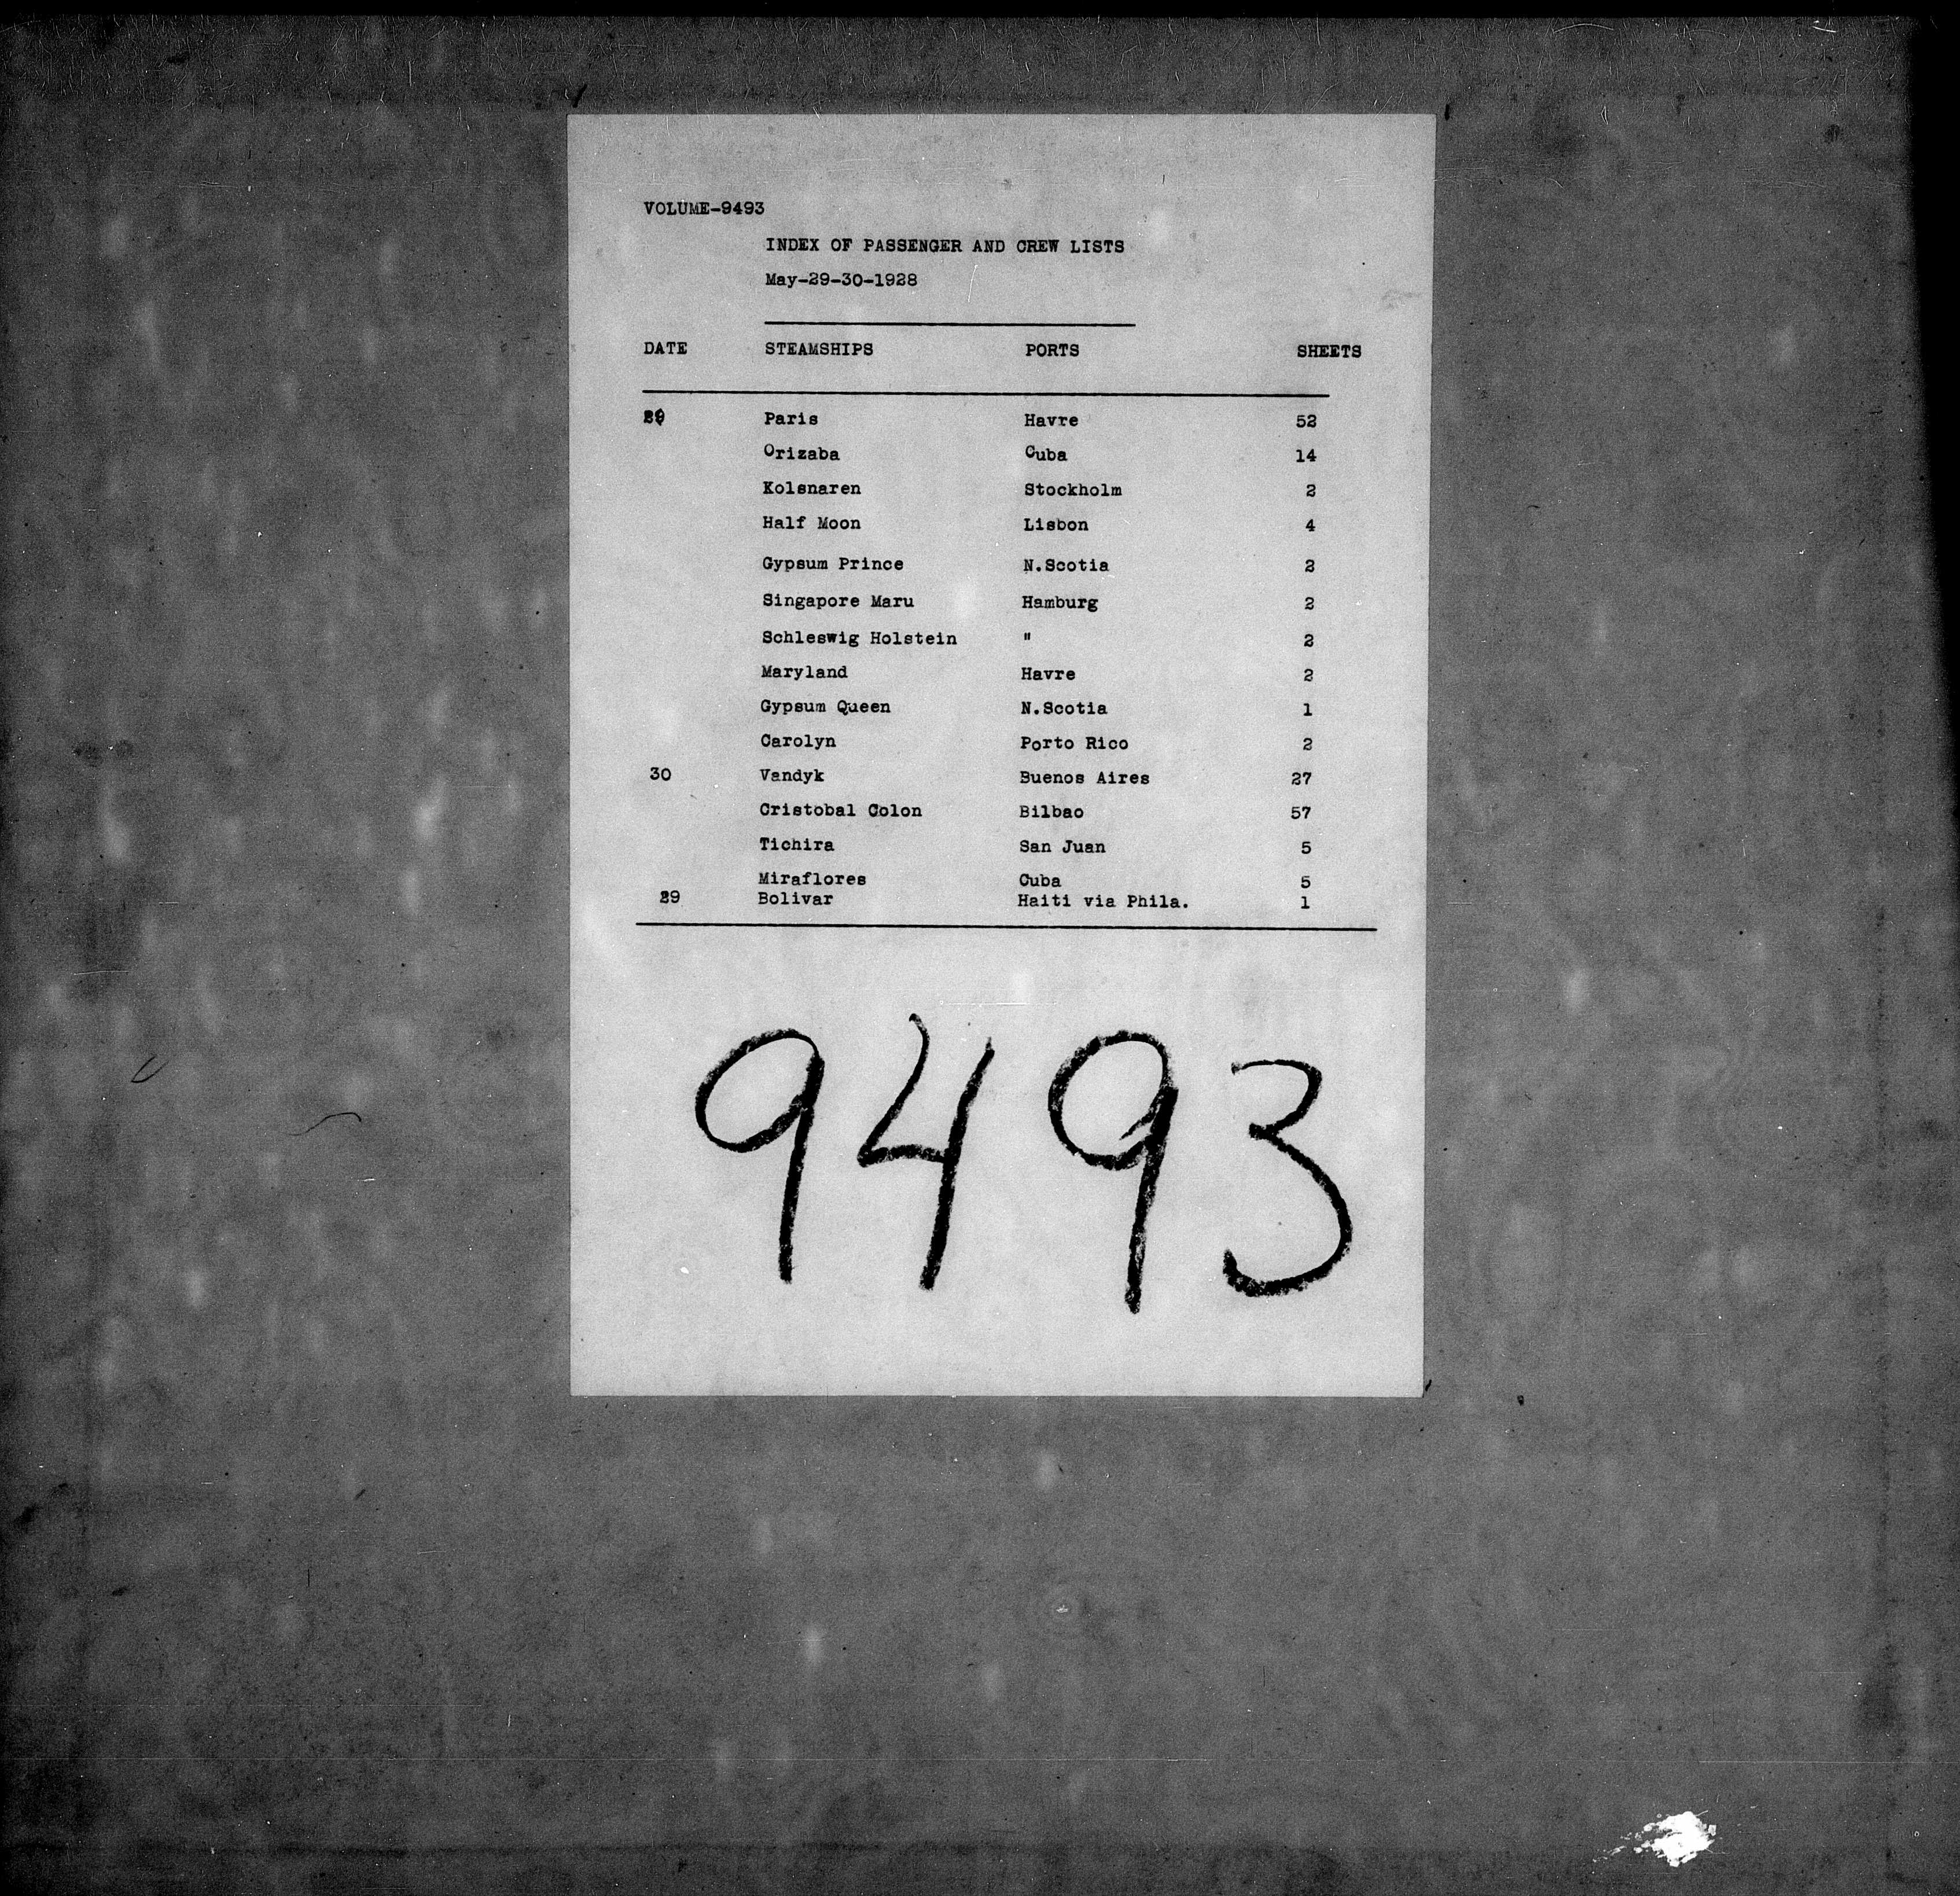 VOLUME-9493
INDEX OF PASSENGER AND CREW LISTS
May-29-30-1928
DATE STEAMSHIPS PORTS SHEETS
29 Paris Havre 52
Orizaba Cuba 14
Kolsnaren Stockholm 2
Half Moon Lisbon 4
Gypsum Prince N.Scotia 2
Singapore Maru Hamburg 2
Schleswig Holstein " 2
Maryland Havre 2
Gypsum Queen N.Scotia 1
Carolyn Porto Rico 2
30 Vandyk Buenos Aires 27
Cristobal Colon Bilbao 57
Tichira San Juan 5
Miraflores Cuba 5
29 Bolivar Haiti via Phila. 1
9493